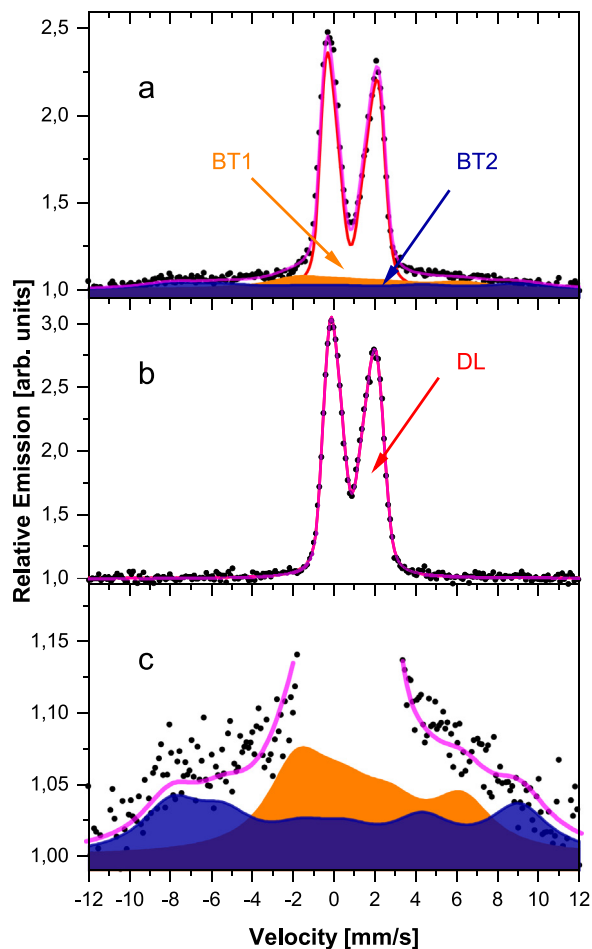 2,5
a
2,0
BT1
BT2
1,5
1,0
3,0
b
DL
2,5
2,0
1,5
1,0
Relative Emission [arb. units]
1,15
c
1,10
1,05
1,00
-12 -10 -8 -6 -4 -2 0 2 4 6 8 10 12
Velocity [mm/s]